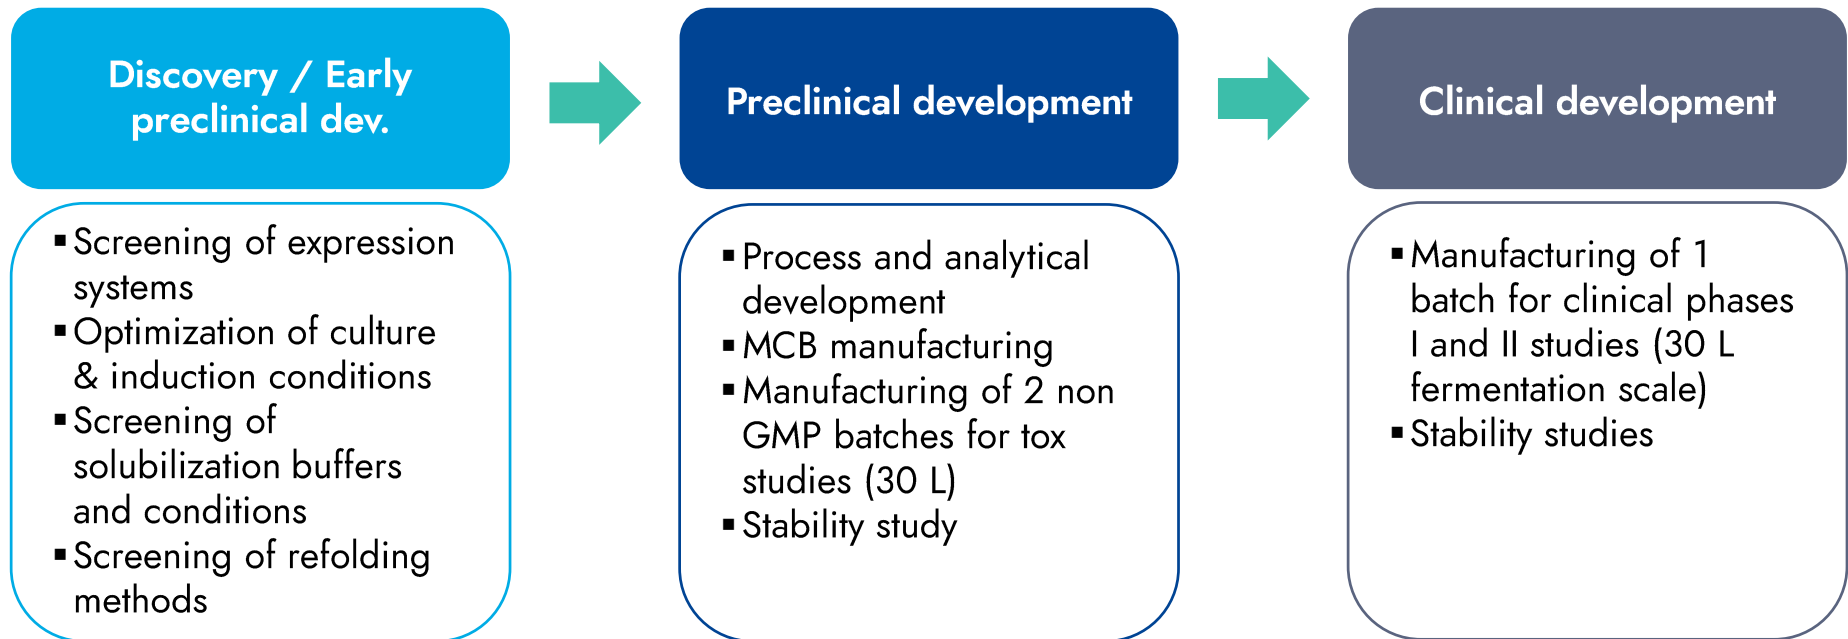 Discovery / Early
preclinical dev.
▪Screening of expression
systems
▪Optimization of culture
& induction conditions
▪Screening of
solubilization buffers
and conditions
▪Screening of refolding
methods
Preclinical development
▪Process and analytical
development
▪MCB manufacturing
▪Manufacturing of 2 non
GMP batches for tox
studies (30 L)
▪Stability study
Clinical development
▪Manufacturing of 1
batch for clinical phases
I and II studies (30 L
fermentation scale)
▪Stability studies